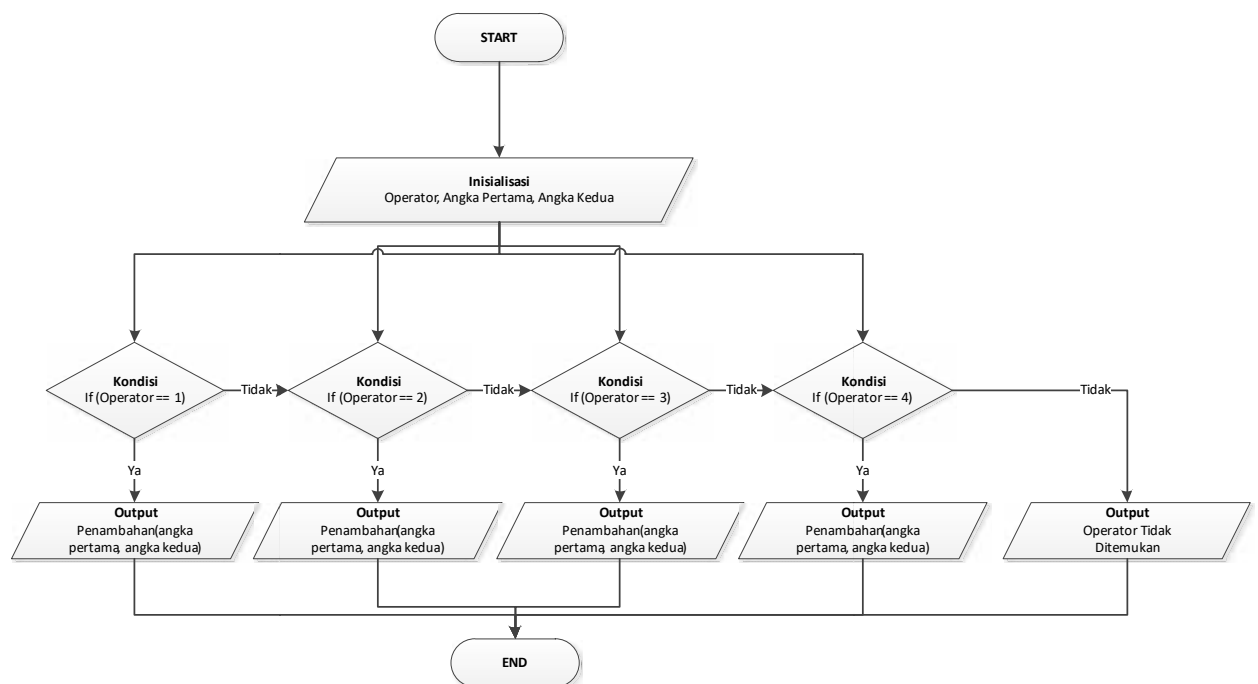 START
Inisialisasi
Operator, Angka Pertama, Angka Kedua
Kondisi
If (Operator == 1)
Tidak
Kondisi
If (Operator == 2)
Tidak
Kondisi
If (Operator == 3)
Tidak
Kondisi
If (Operator == 4)
Tidak
Ya
Ya
Ya
Ya
Output
Penambahan(angka
pertama, angka kedua)
Output
Penambahan(angka
pertama, angka kedua)
Output
Penambahan(angka
pertama, angka kedua)
Output
Penambahan(angka
pertama, angka kedua)
Output
Operator Tidak
Ditemukan
END